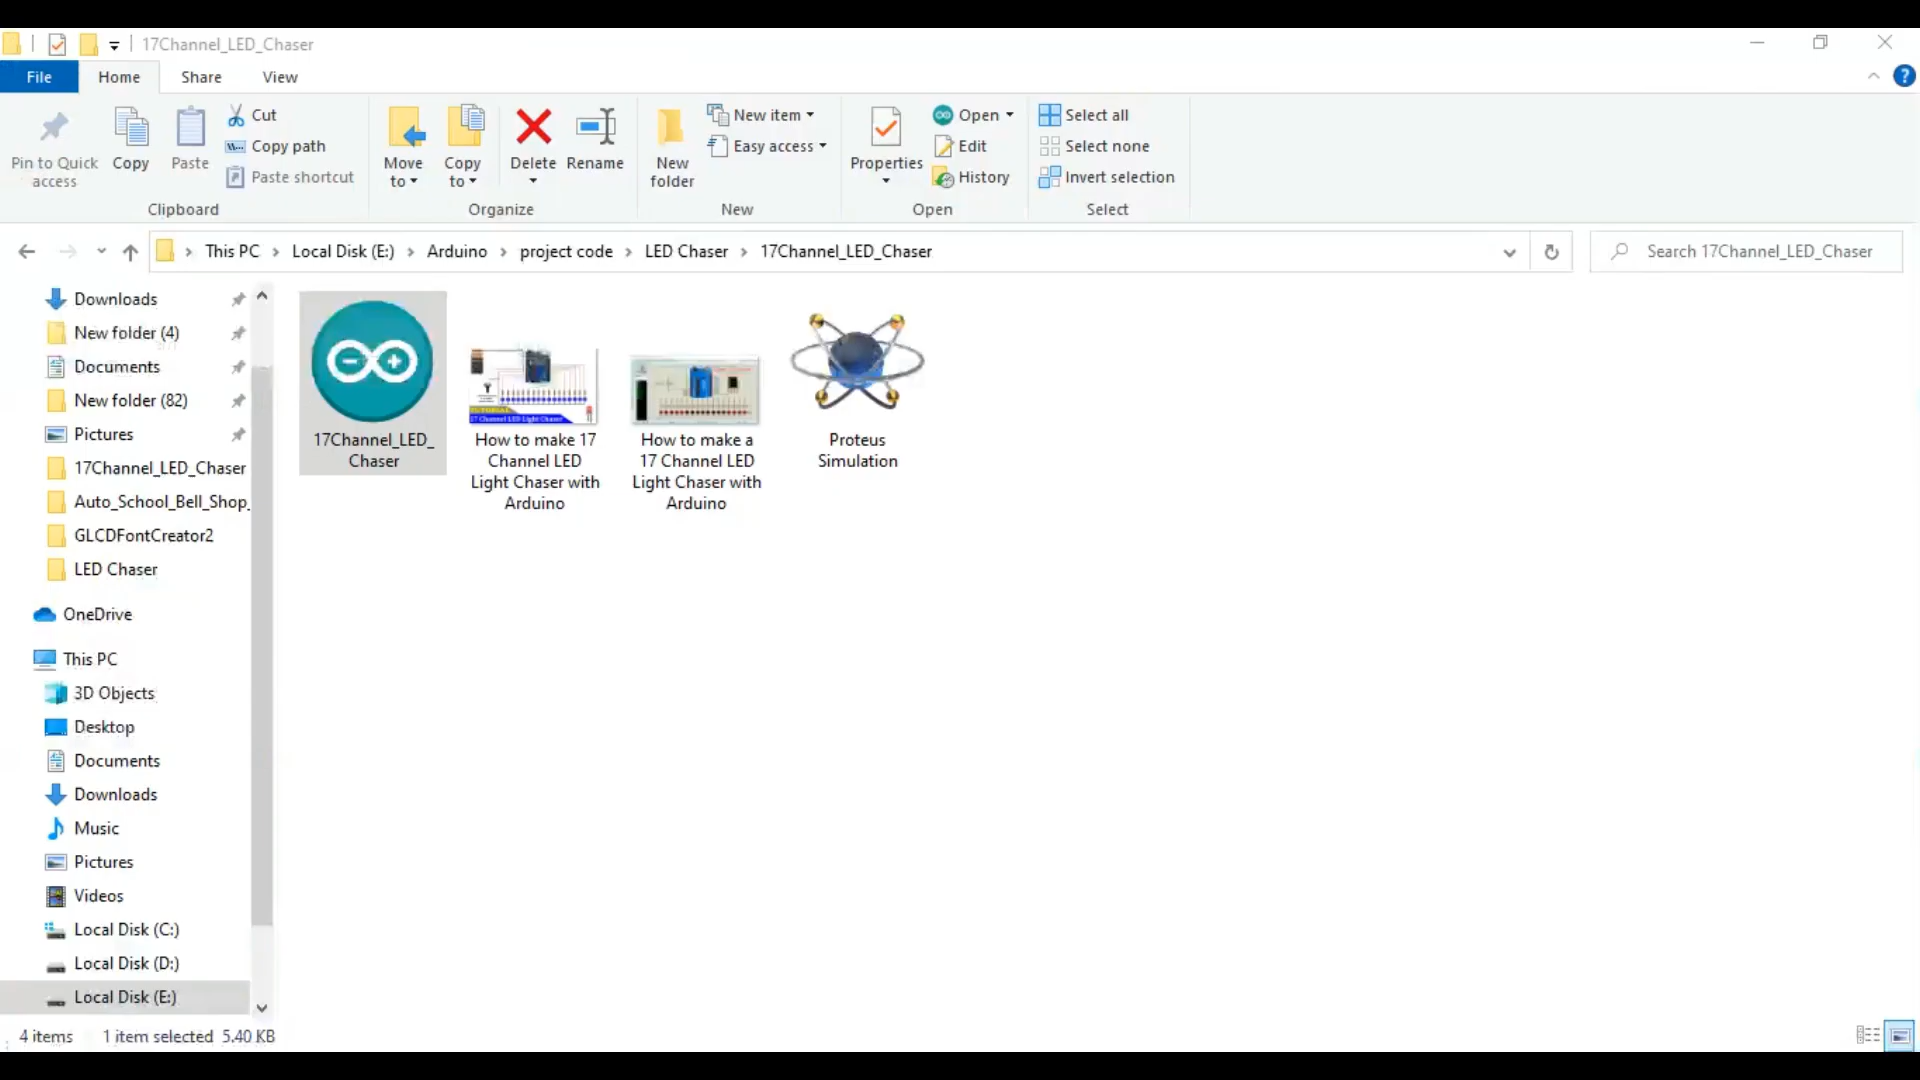 17Channel_LED_Chaser
File
Home
Share
View
Pin to Quick
access
Copy
Paste
Cut
Copy path
Paste shortcut
Clipboard
Move
to
Copy
to
Delete
Rename
Organize
New
folder
New item
Easy access
New
Properties
Open
Edit
History
Open
Select all
Select none
Invert selection
Select
This PC > Local Disk (E:) > Arduino > project code > LED Chaser > 17Channel_LED_Chaser
Search 17Channel_LED_Chaser
Downloads
New folder (4)
Documents
New folder (82)
Pictures
17Channel_LED_Chaser
Auto_School_Bell_Shop_
GLCDFontCreator2
LED Chaser
OneDrive
This PC
3D Objects
Desktop
Documents
Downloads
Music
Pictures
Videos
Local Disk (C:)
Local Disk (D:)
Local Disk (E:)
17Channel_LED_
Chaser
17 Channel LED Light Chaser
How to make 17
Channel LED
Light Chaser with
Arduino
How to make a
17 Channel LED
Light Chaser with
Arduino
Proteus
Simulation
4 items
1 item selected 5.40 KB